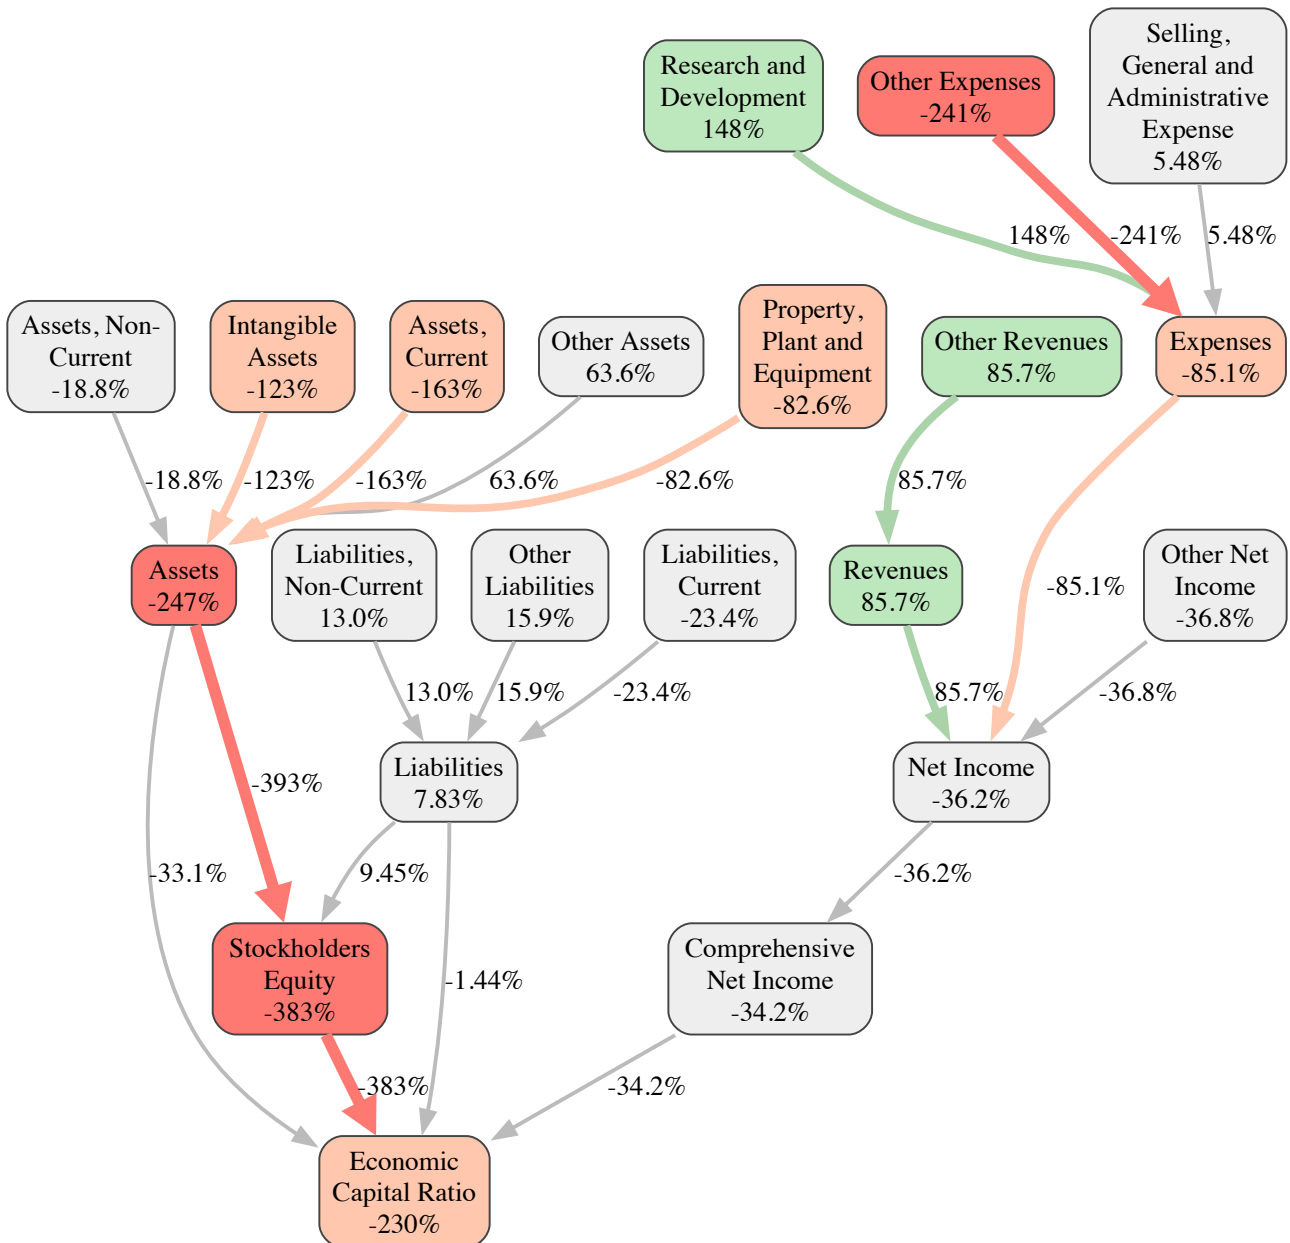 Research and
Development
148%
Other Expenses
-241%
Selling,
General and
Administrative
Expense
5.48%
148%
-241%
5.48%
Assets, Non-
Current
-18.8%
Intangible
Assets
-123%
Assets,
Current
-163%
Other Assets
63.6%
Property,
Plant and
Equipment
-82.6%
Other Revenues
85.7%
Expenses
-85.1%
-18.8%
-123%
-163%
63.6%
-82.6%
85.7%
Assets
-247%
Liabilities,
Non-Current
13.0%
Other
Liabilities
15.9%
Liabilities,
Current
-23.4%
Revenues
85.7%
-85.1%
Other Net
Income
-36.8%
13.0%
15.9%
-23.4%
85.7%
-36.8%
-393%
Liabilities
7.83%
Net Income
-36.2%
-33.1%
9.45%
-36.2%
Stockholders
Equity
-383%
-1.44%
Comprehensive
Net Income
-34.2%
-383%
-34.2%
Economic
Capital Ratio
-230%